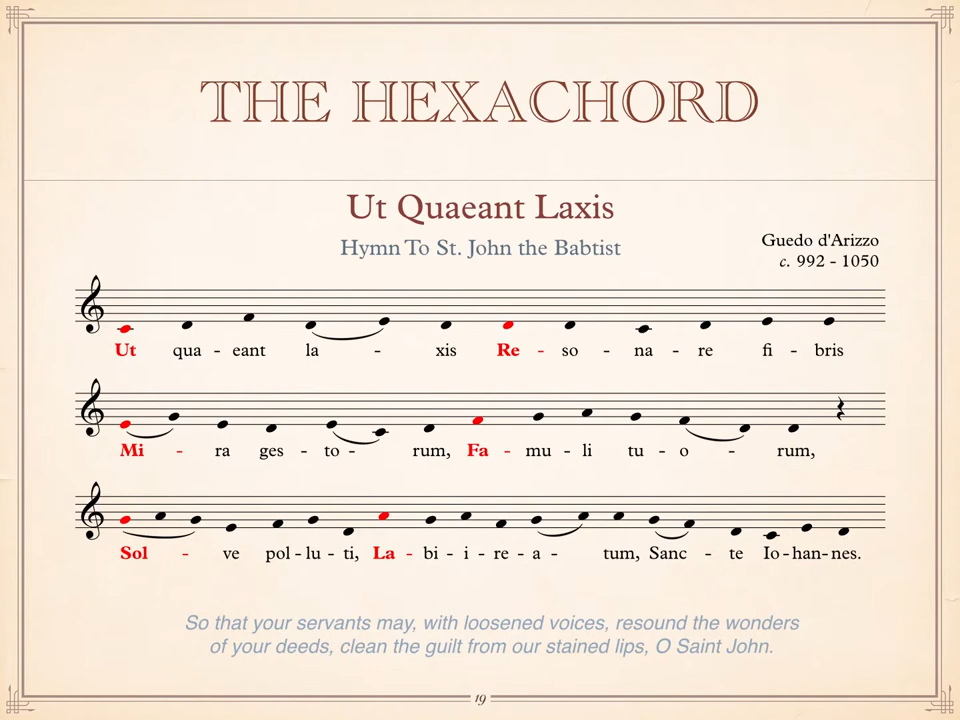 THE HEXACHORD
Ut Quaeant Laxis
Hymn To St. John the Babtist
Guedo d'Arizzo
c. 992 - 1050
Ut qua - eant la - xis Re - so - na - re fi - bris
Mi - ra ges - to - rum, Fa - mu - li tu - o - rum,
Sol - ve pol - lu - ti, La - bi - i - re - a - tum, Sanc - te Io - han - nes.
So that your servants may, with loosened voices, resound the wonders
of your deeds, clean the guilt from our stained lips, O Saint John.
19